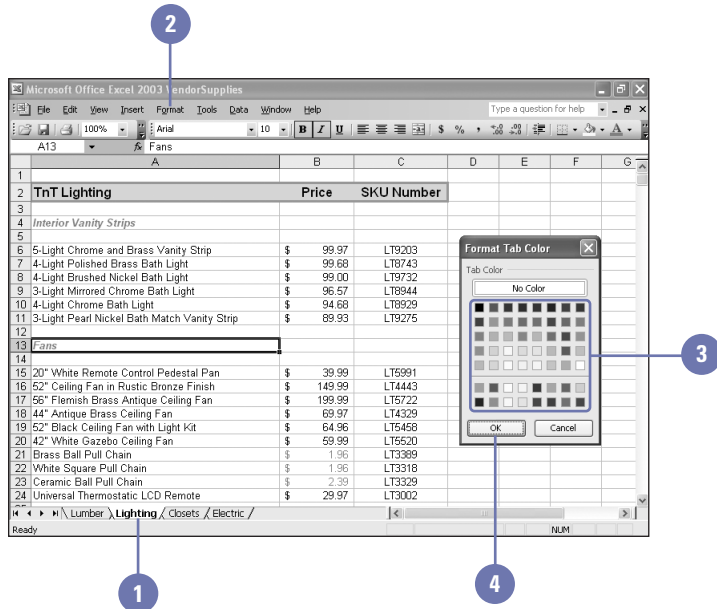 2
Microsoft Office Excel 2003 VendorSupplies
File Edit View Insert Format Tools Data Window Help Type a question for help
100% Arial 10 B I U $ % ,
A13 fx Fans
A B C D E F G
1
2 TnT Lighting Price SKU Number
3
4 Interior Vanity Strips
5
6 5-Light Chrome and Brass Vanity Strip $ 99.97 LT9203
7 4-Light Polished Brass Bath Light $ 99.68 LT8743
8 4-Light Brushed Nickel Bath Light $ 99.00 LT9732
9 3-Light Mirrored Chrome Bath Light $ 96.57 LT8944
10 4-Light Chrome Bath Light $ 94.68 LT8929
11 3-Light Pearl Nickel Bath Match Vanity Strip $ 89.93 LT9275
12
13 Fans
14
15 20" White Remote Control Pedestal Pan $ 39.99 LT5991
16 52" Ceiling Fan in Rustic Bronze Finish $ 149.99 LT4443
17 56" Flemish Brass Antique Ceiling Fan $ 199.99 LT5722
18 44" Antique Brass Ceiling Fan $ 69.97 LT4329
19 52" Black Ceiling Fan with Light Kit $ 64.96 LT5458
20 42" White Gazebo Ceiling Fan $ 59.99 LT5520
21 Brass Ball Pull Chain $ 1.96 LT3389
22 White Square Pull Chain $ 1.96 LT3318
23 Ceramic Ball Pull Chain $ 2.39 LT3329
24 Universal Thermostatic LCD Remote $ 29.97 LT3002
Format Tab Color
Tab Color
No Color
3
OK Cancel
Lumber Lighting Closets Electric
Ready NUM
1
4